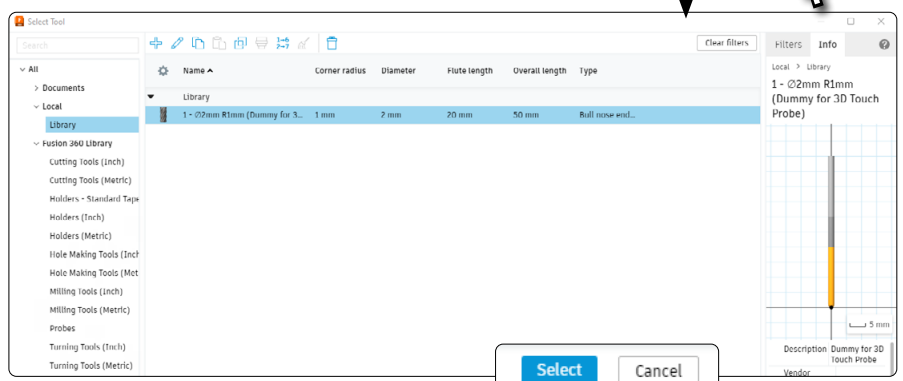 Select Tool
Search
Clear filters
Filters Info
All
Documents
Local
Library
Fusion 360 Library
Cutting Tools (Inch)
Cutting Tools (Metric)
Holders - Standard Tape
Holders (Inch)
Holders (Metric)
Hole Making Tools (Inch
Hole Making Tools (Met
Milling Tools (Inch)
Milling Tools (Metric)
Probes
Turning Tools (Inch)
Turning Tools (Metric)
Name Corner radius Diameter Flute length Overall length Type
Library
1 - ∅2mm R1mm (Dummy for 3... 1 mm 2 mm 20 mm 50 mm Bull nose end...
Local > Library
1 - ∅2mm R1mm
(Dummy for 3D Touch
Probe)
5 mm
Description Dummy for 3D
Touch Probe
Vendor
Select Cancel